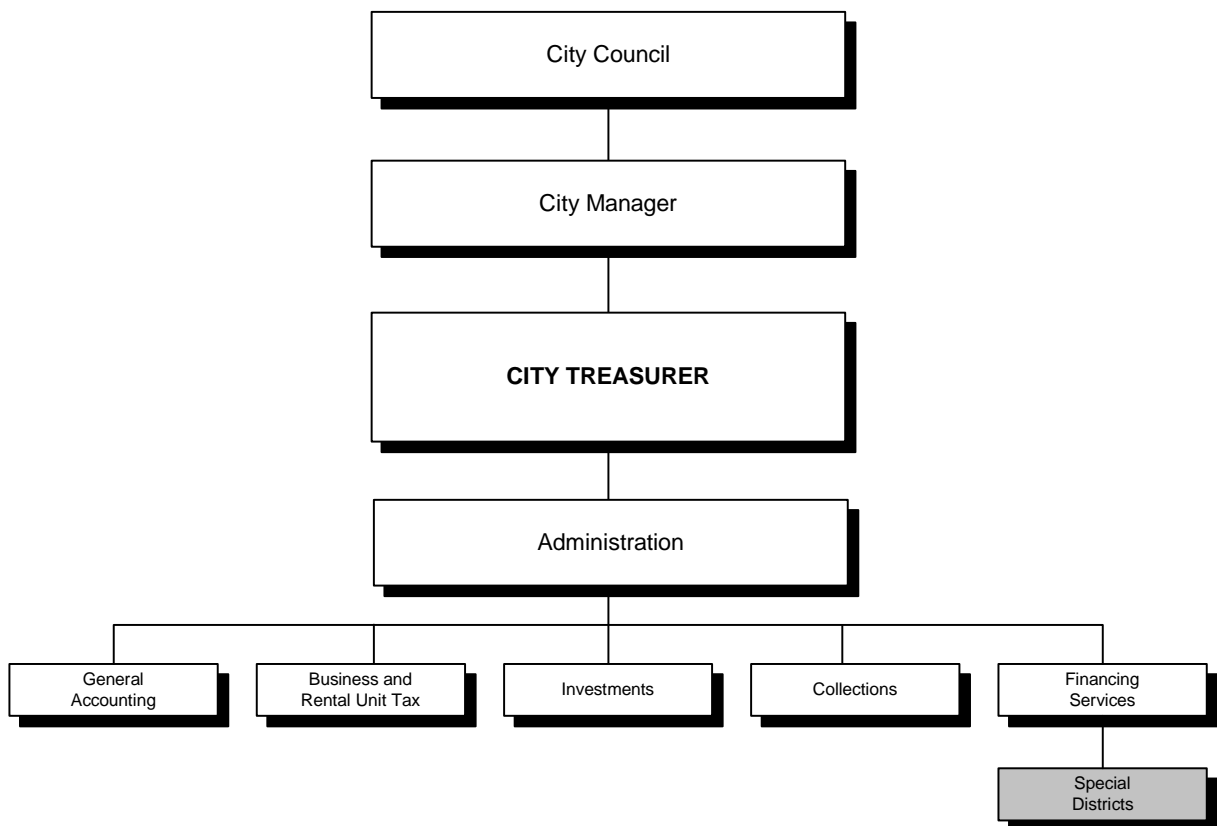 City Council
City Manager
CITY TREASURER
Administration
General
Accounting
Business and
Rental Unit Tax
Investments
Collections
Financing
Services
Special
Districts